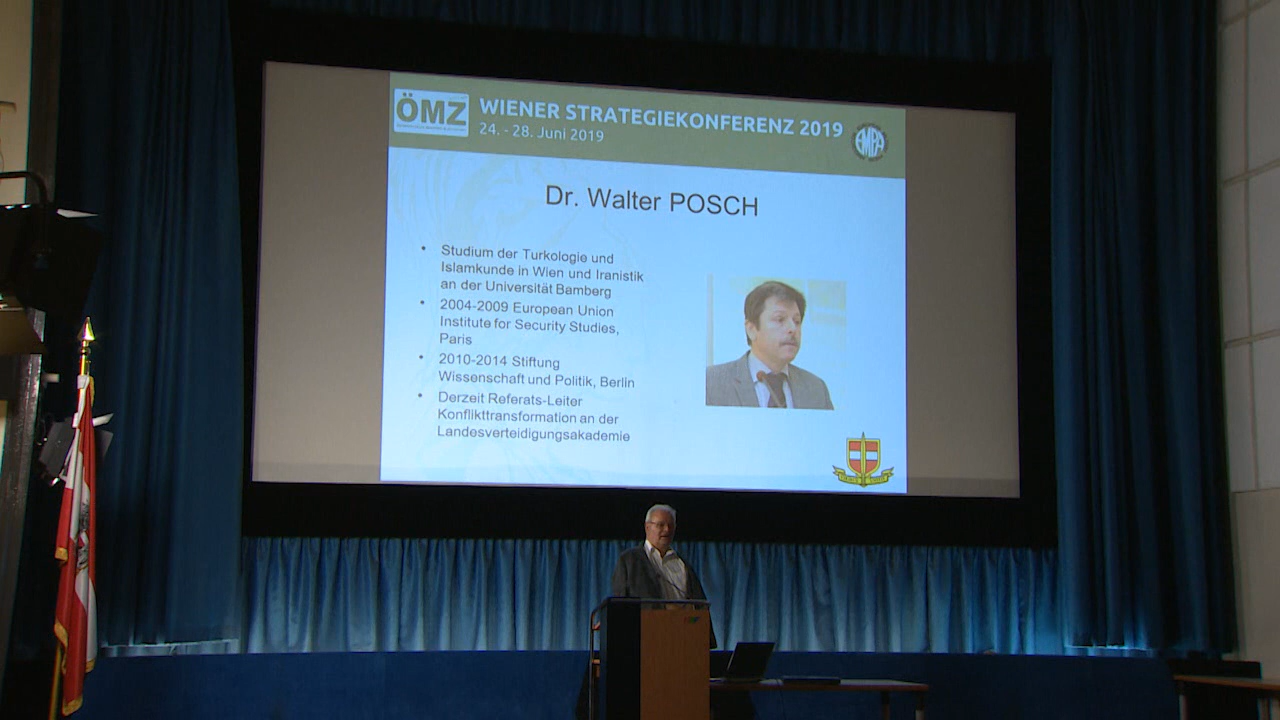 ÖMZ
WIENER STRATEGIEKONFERENZ 2019
24. - 28. Juni 2019
Dr. Walter POSCH
• Studium der Turkologie und
Islamkunde in Wien und Iranistik
an der Universität Bamberg
• 2004-2009 European Union
Institute for Security Studies,
Paris
• 2010-2014 Stiftung
Wissenschaft und Politik, Berlin
• Derzeit Referats-Leiter
Konflikttransformation an der
Landesverteidigungsakademie